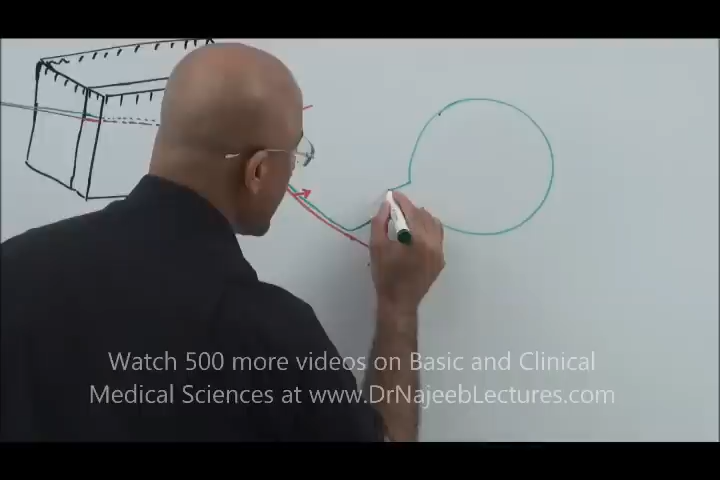 Watch 500 more videos on Basic and Clinical
Medical Sciences at www.DrNajeebLectures.com